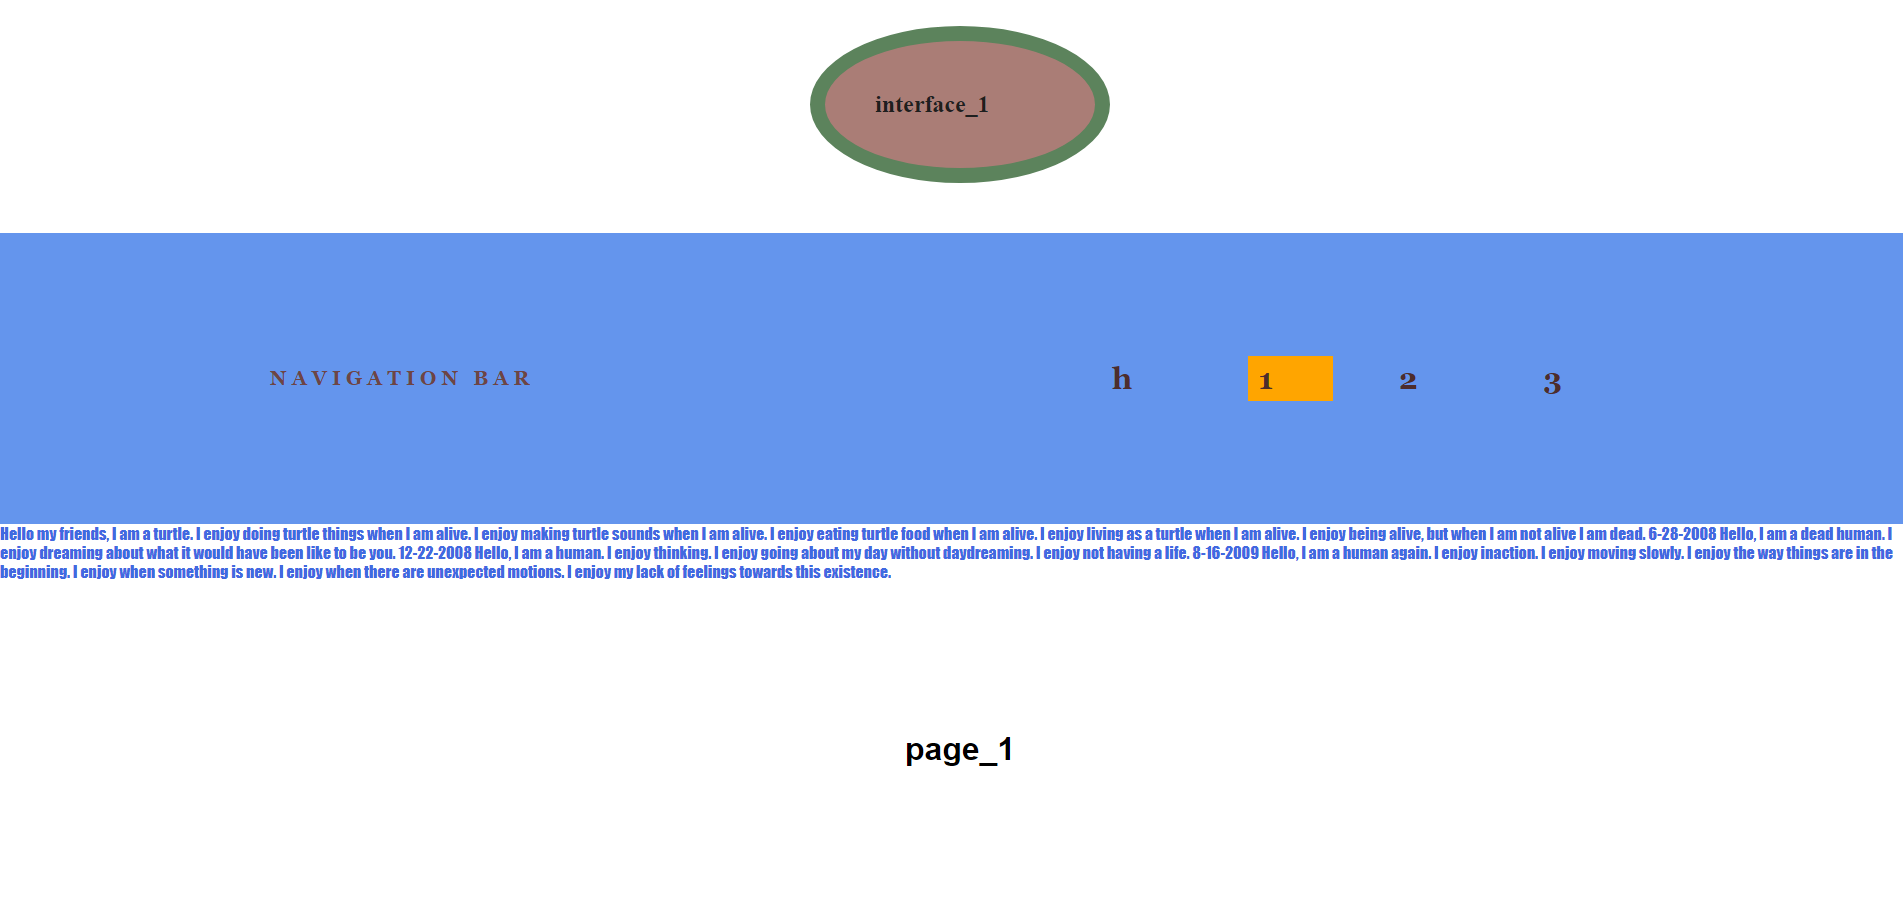 interface_1
NAVIGATION BAR h 1 2 3
Hello my friends, I am a turtle. I enjoy doing turtle things when I am alive. I enjoy making turtle sounds when I am alive. I enjoy eating turtle food when I am alive. I enjoy living as a turtle when I am alive. I enjoy being alive, but when I am not alive I am dead. 6-28-2008 Hello, I am a dead human. I
enjoy dreaming about what it would have been like to be you. 12-22-2008 Hello, I am a human. I enjoy thinking. I enjoy going about my day without daydreaming. I enjoy not having a life. 8-16-2009 Hello, I am a human again. I enjoy inaction. I enjoy moving slowly. I enjoy the way things are in the
beginning. I enjoy when something is new. I enjoy when there are unexpected motions. I enjoy my lack of feelings towards this existence.
page_1